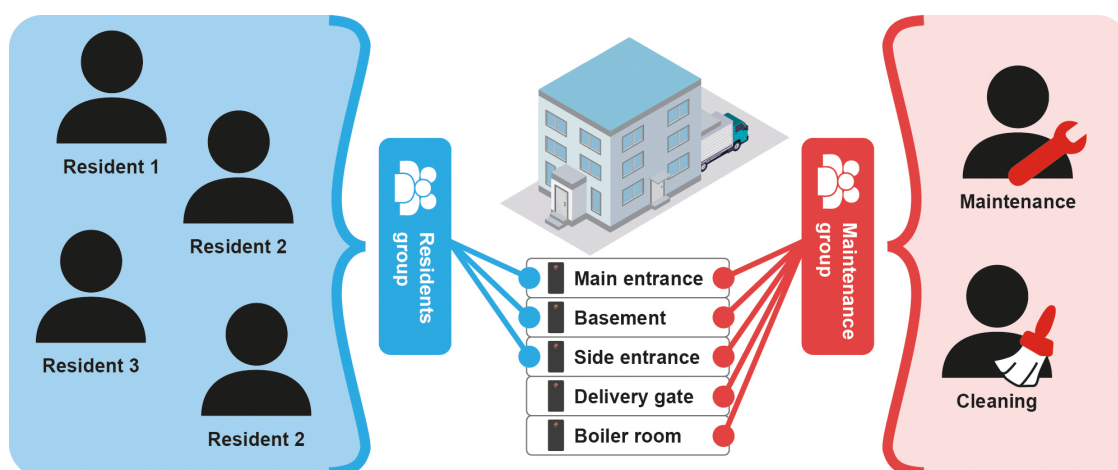 Resident 1
Resident 2
Resident 3
Resident 2
Residents
group
Main entrance
Basement
Side entrance
Delivery gate
Boiler room
Maintenance
group
Maintenance
Cleaning